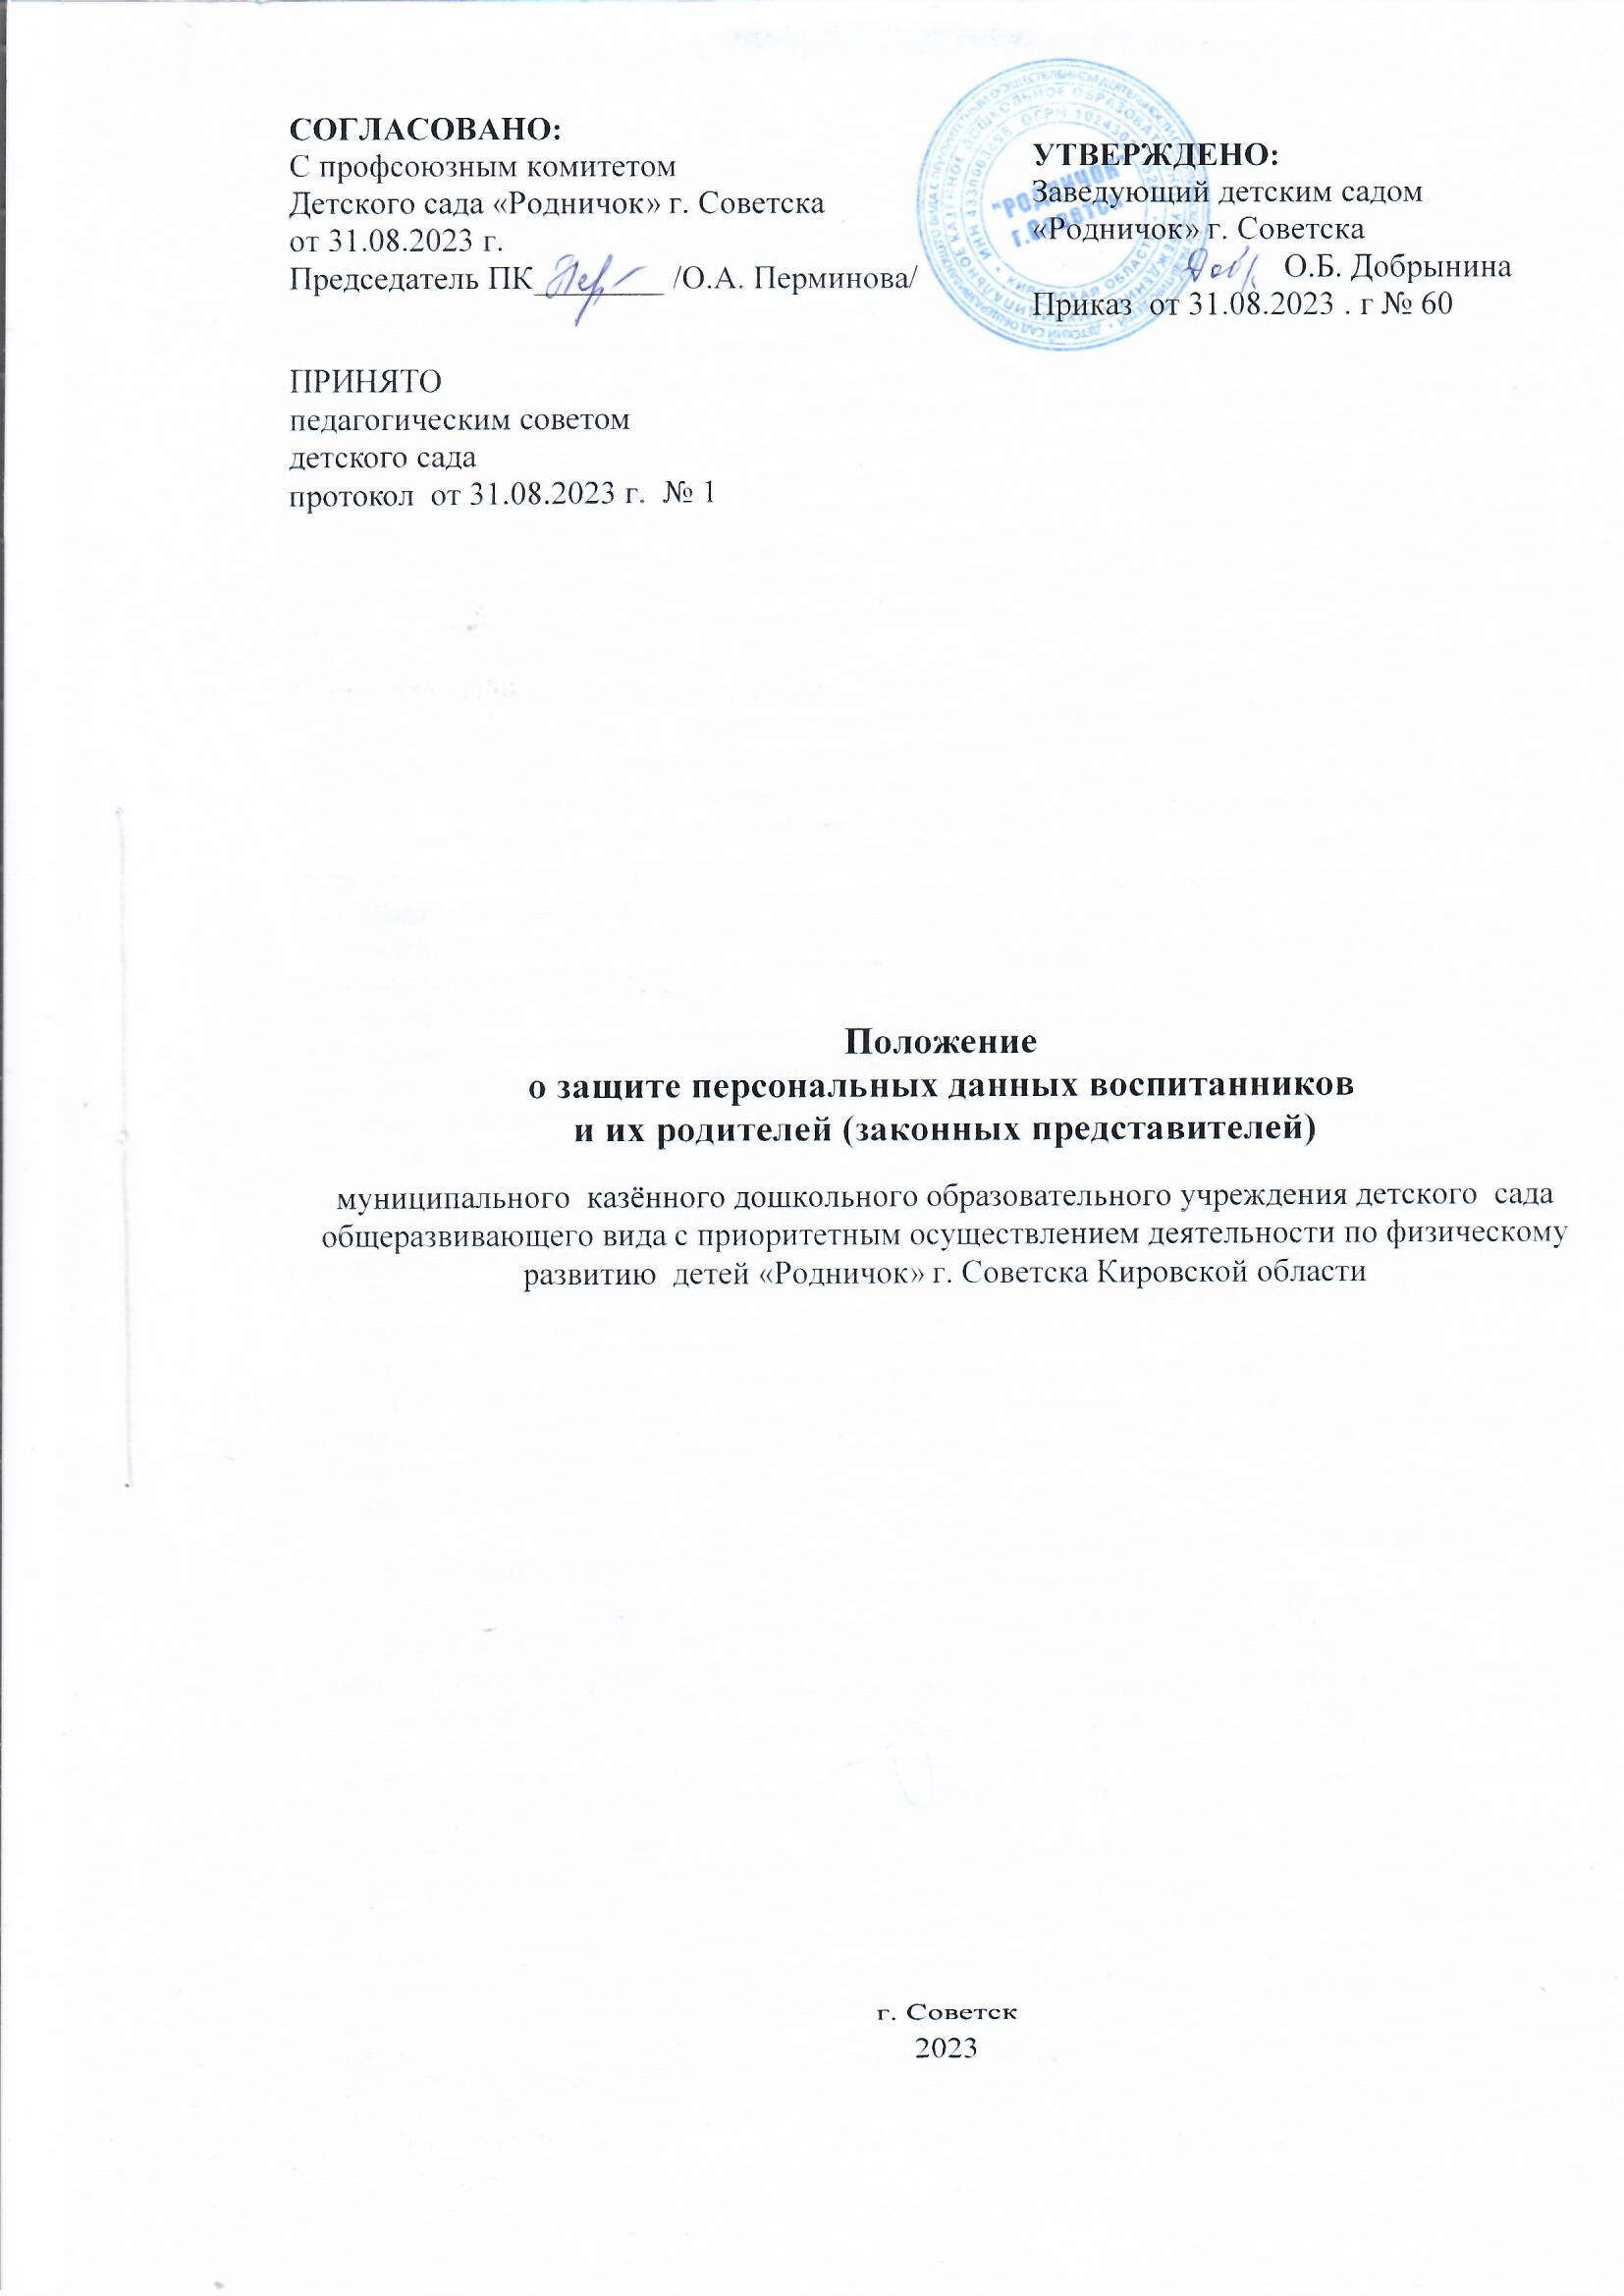 СОГЛАСОВАНО:
С профсоюзным комитетом
Детского сада «Родничок» г. Советска
от 31.08.2023 г.
Председатель ПК________ /О.А. Перминова/
УТВЕРЖДЕНО:
Заведующий детским садом
«Родничок» г. Советска
О.Б. Добрынина
Приказ от 31.08.2023 . г № 60
"РОДНИЧОК"
г. СОВЕТСК
ПРИНЯТО
педагогическим советом
детского сада
протокол от 31.08.2023 г. № 1
Положение
о защите персональных данных воспитанников
и их родителей (законных представителей)
муниципального казённого дошкольного образовательного учреждения детского сада
общеразвивающего вида с приоритетным осуществлением деятельности по физическому
развитию детей «Родничок» г. Советска Кировской области
г. Советск
2023